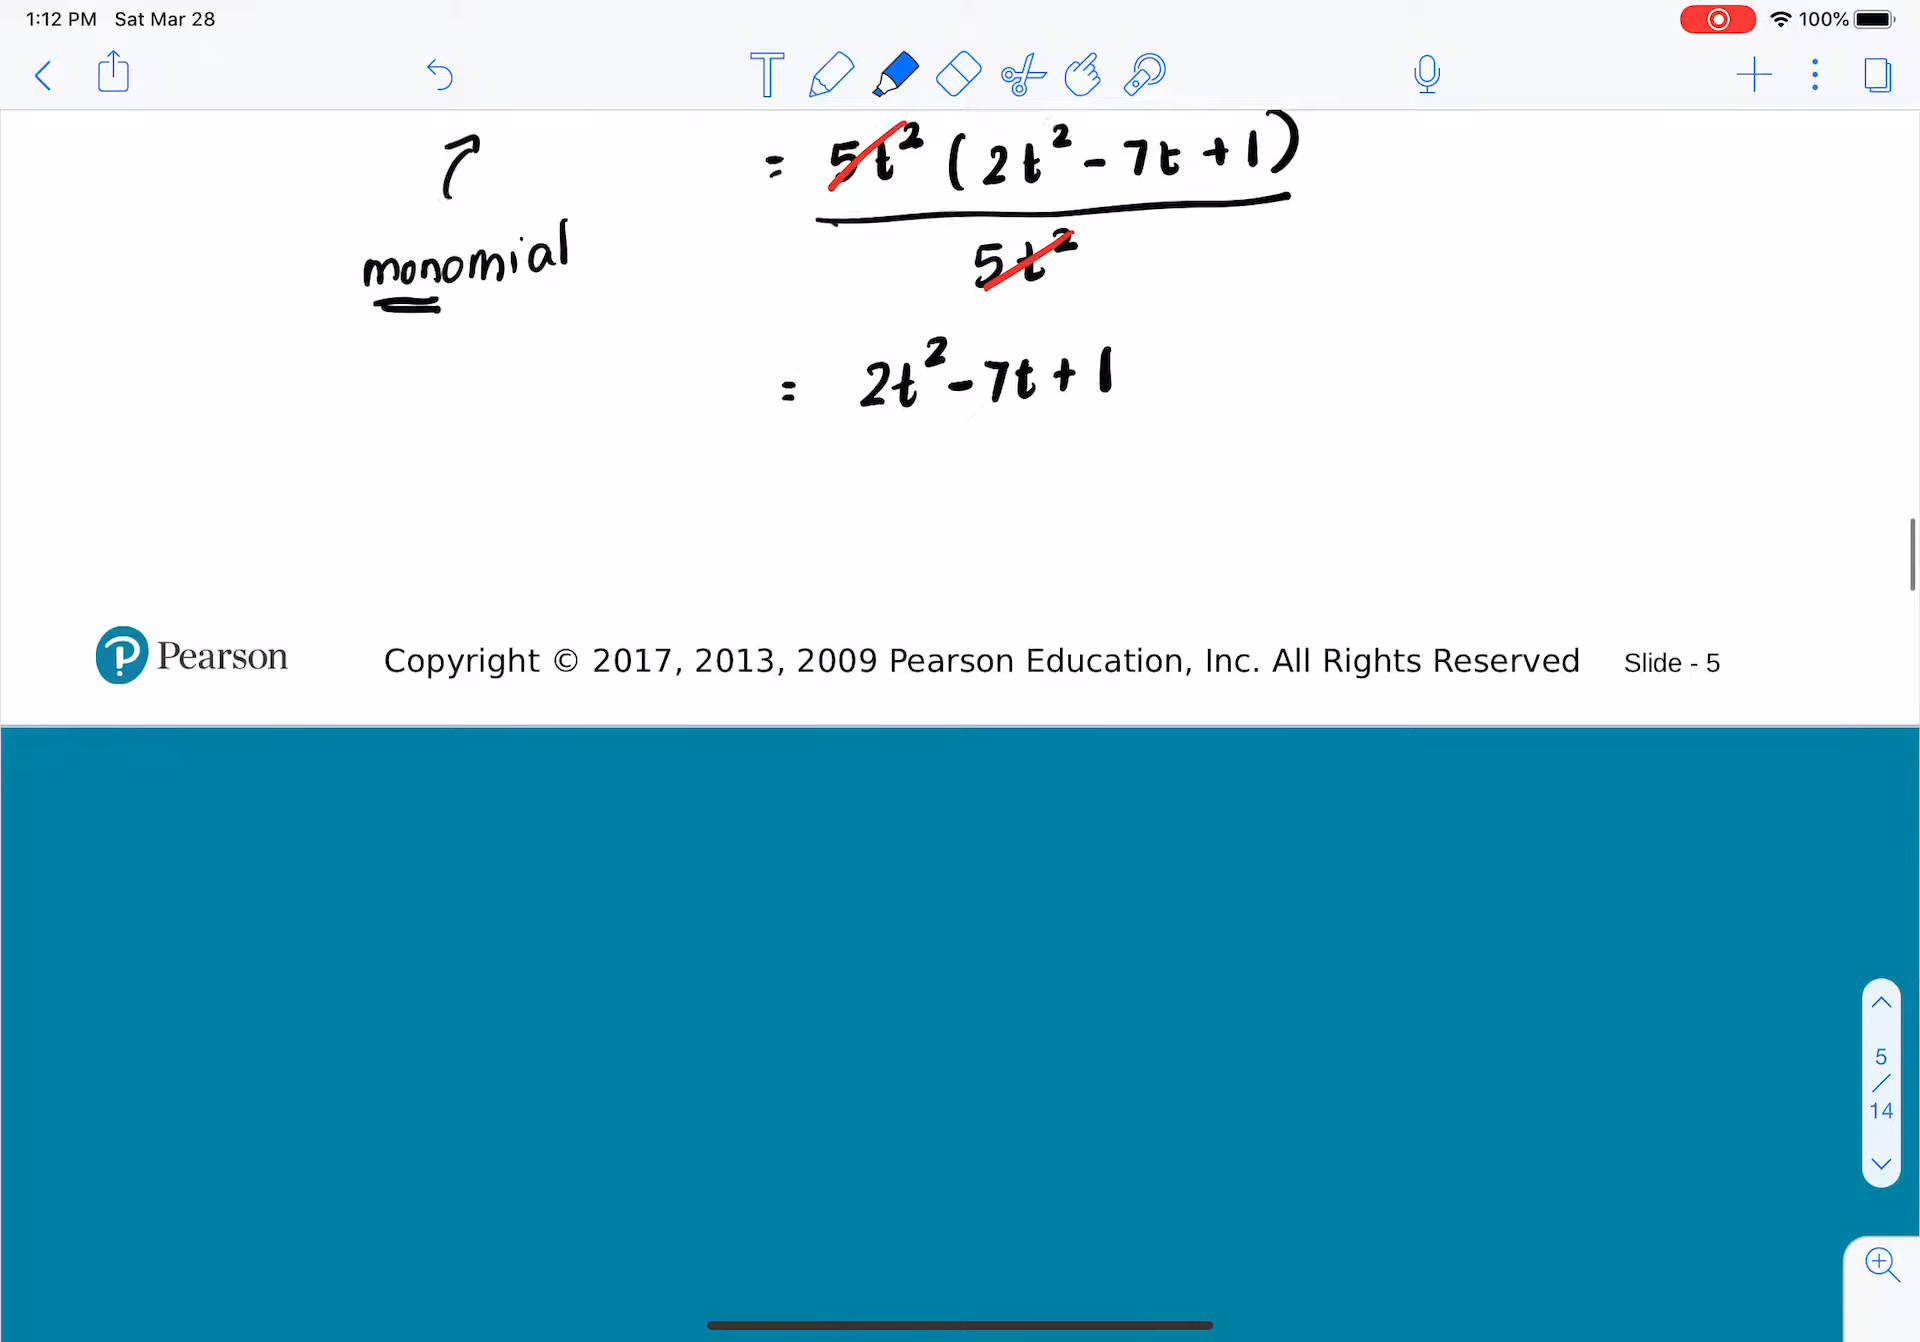 1:12 PM Sat Mar 28 100%
= 5t² (2t² - 7t + 1)
5t²
monomial
= 2t² - 7t + 1
Pearson Copyright © 2017, 2013, 2009 Pearson Education, Inc. All Rights Reserved Slide - 5
5
/
14